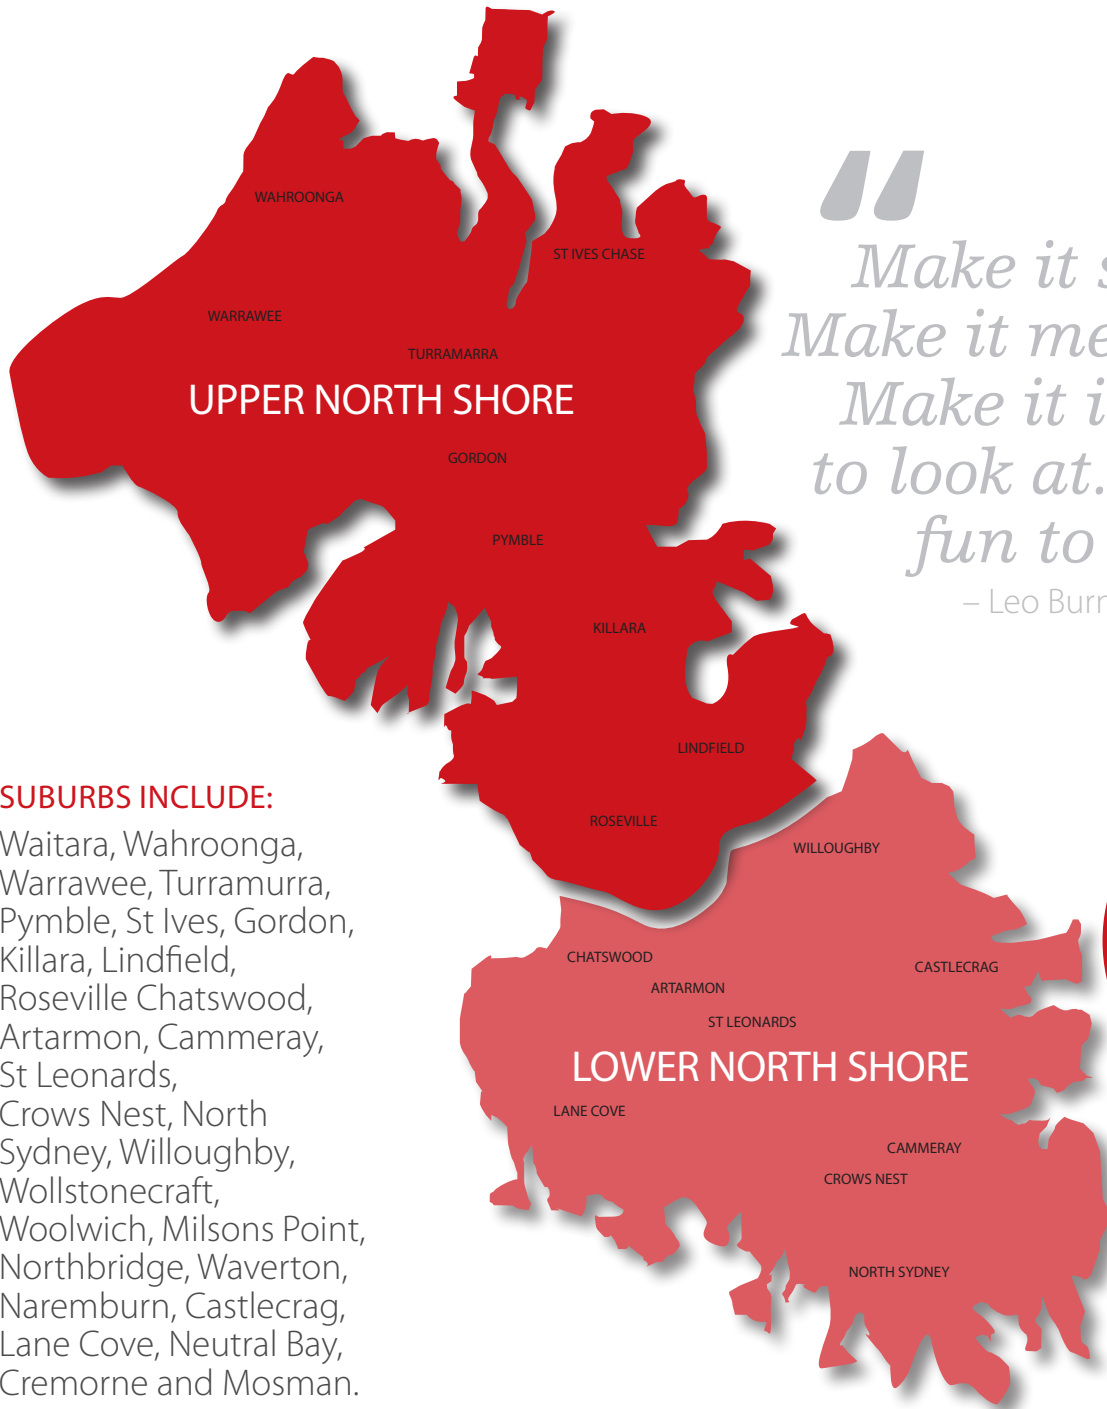 WAHROONGA
ST IVES CHASE
WARRAWEE
TURRAMARRA
UPPER NORTH SHORE
GORDON
PYMBLE
KILLARA
LINDFIELD
ROSEVILLE
“
Make it
Make it
Make it
to look at.
fun to
– Leo
SUBURBS INCLUDE:
Waitara, Wahroonga,
Warrawee, Turramurra,
Pymble, St Ives, Gordon,
Killara, Lindfield,
Roseville Chatswood,
Artarmon, Cammeray,
St Leonards,
Crows Nest, North
Sydney, Willoughby,
Wollstonecraft,
Woolwich, Milsons Point,
Northbridge, Waverton,
Naremburn, Castlecrag,
Lane Cove, Neutral Bay,
Cremorne and Mosman.
WILLOUGHBY
CHATSWOOD
CASTLECRAG
ARTARMON
ST LEONARDS
LOWER NORTH SHORE
LANE COVE
CAMMERAY
CROWS NEST
NORTH SYDNEY